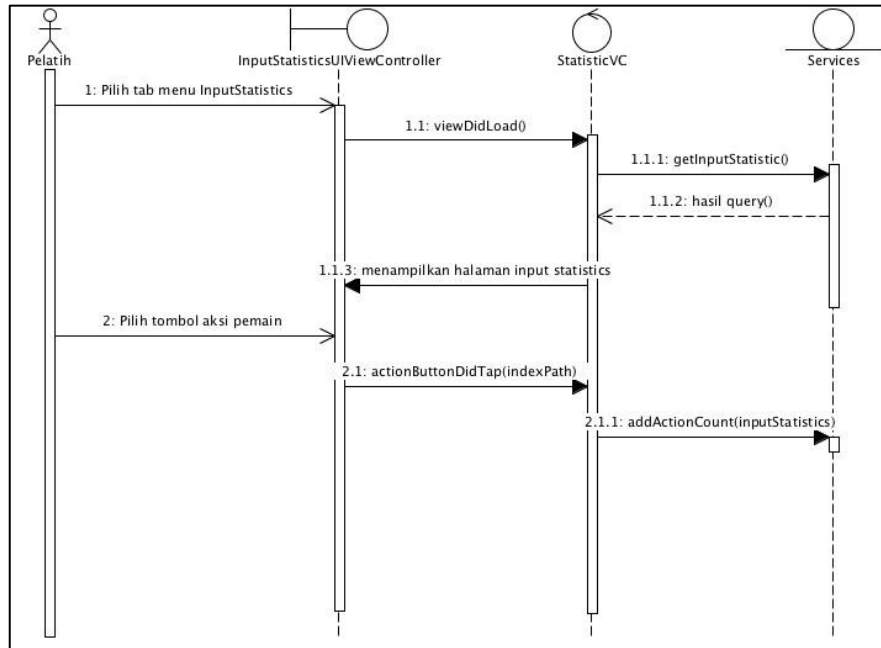 Pelatih
InputStatisticsUIViewController
StatisticVC
Services
1: Pilih tab menu InputStatistics
1.1: viewDidLoad()
1.1.1: getInputStatistic()
1.1.2: hasil query()
1.1.3: menampilkan halaman input statistics
2: Pilih tombol aksi pemain
2.1: actionButtonDidTap(indexPath)
2.1.1: addActionCount(inputStatistics)